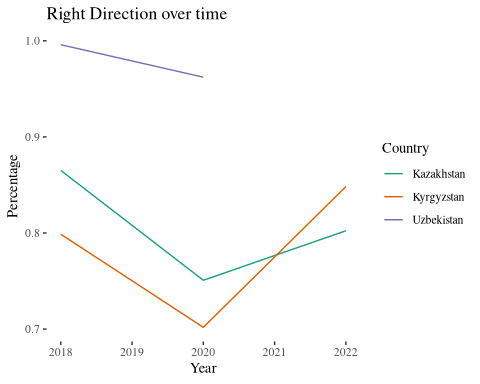 Right Direction over time
1.0
0.9
0.8
0.7
Percentage
2018 2019 2020 2021 2022
Year
Country
Kazakhstan
Kyrgyzstan
Uzbekistan